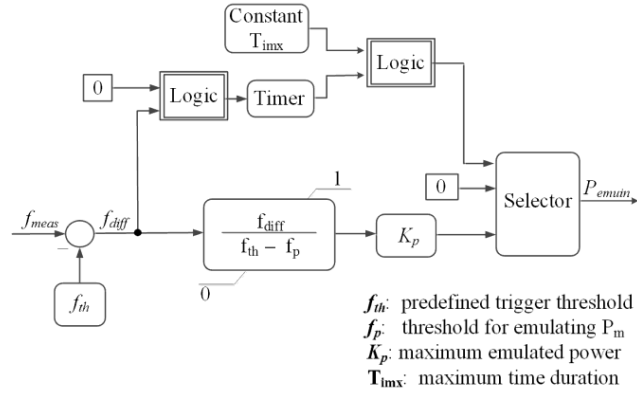 Constant
T_imx
Logic
0
Logic
Timer
1
0
Selector
P_emuin
f_meas
f_diff
f_diff
f_th − f_p
K_p
−
f_th
0
f_th: predefined trigger threshold
f_p: threshold for emulating P_m
K_p: maximum emulated power
T_imx: maximum time duration